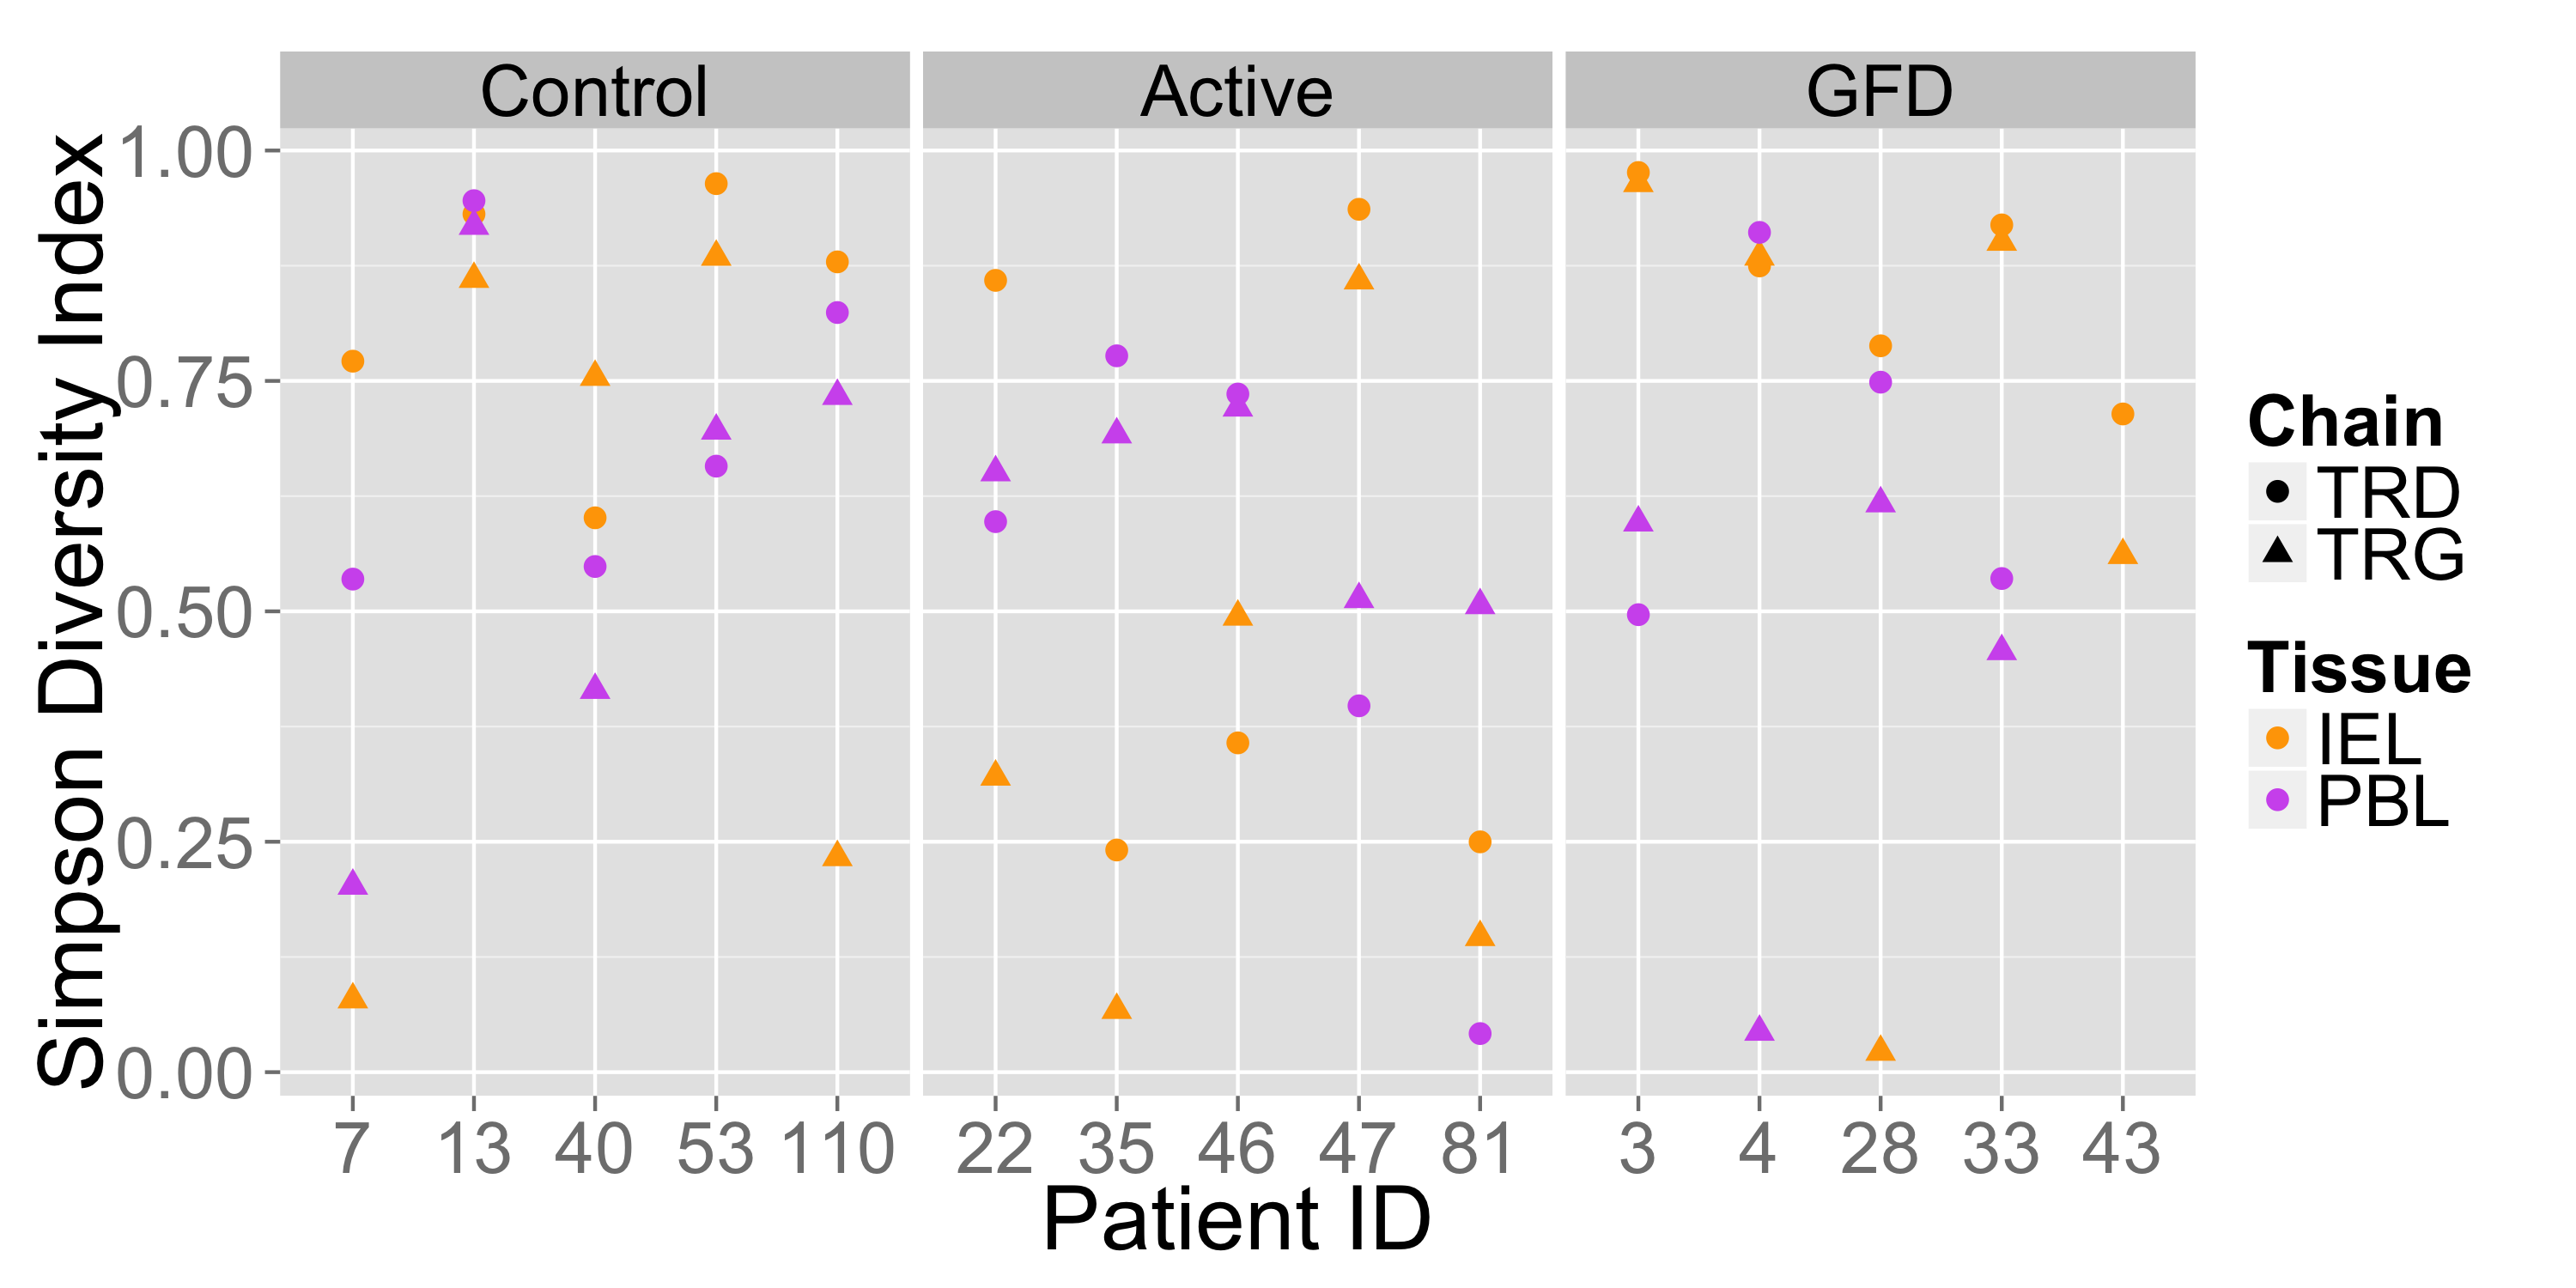 Control Active GFD
Simpson Diversity Index
1.00
0.75
0.50
0.25
0.00
7 13 40 53 110 22 35 46 47 81 3 4 28 33 43
Patient ID
Chain
TRD
TRG
Tissue
IEL
PBL